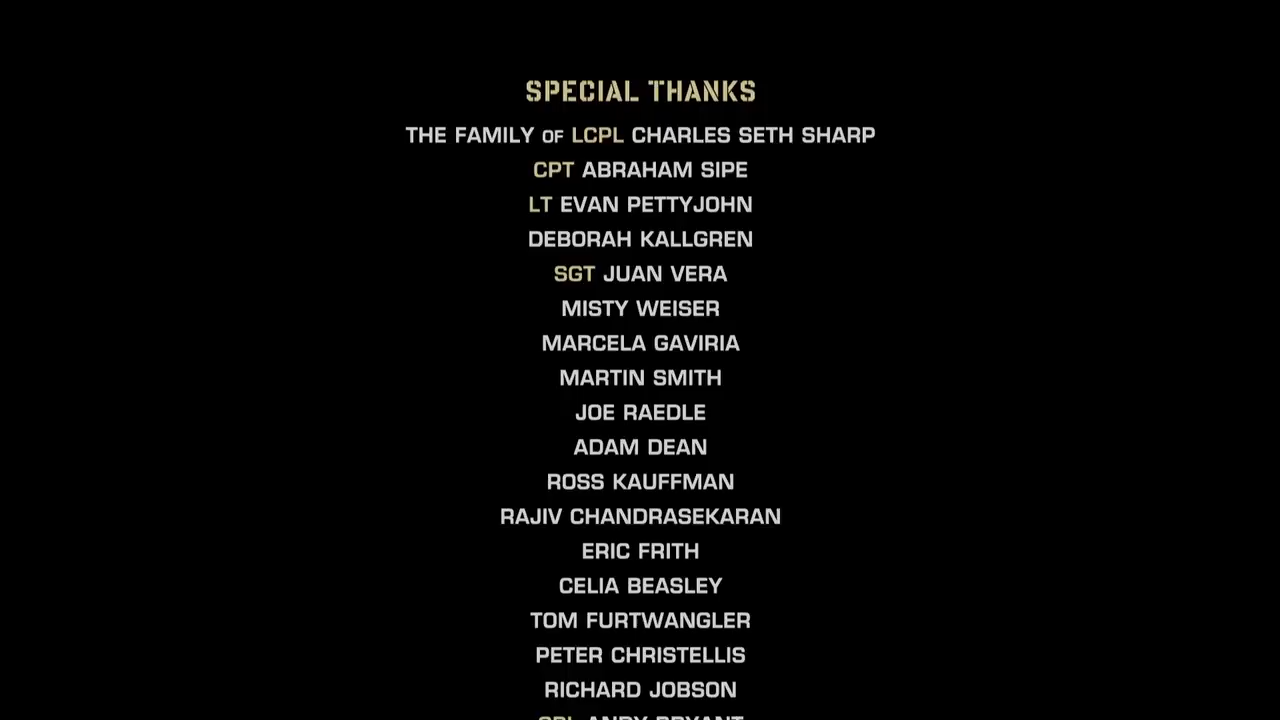 SPECIAL THANKS
THE FAMILY OF LCPL CHARLES SETH SHARP
CPT ABRAHAM SIPE
LT EVAN PETTYJOHN
DEBORAH KALLGREN
SGT JUAN VERA
MISTY WEISER
MARCELA GAVIRIA
MARTIN SMITH
JOE RAEDLE
ADAM DEAN
ROSS KAUFFMAN
RAJIV CHANDRASEKARAN
ERIC FRITH
CELIA BEASLEY
TOM FURTWANGLER
PETER CHRISTELLIS
RICHARD JOBSON
ANDY BRYANT